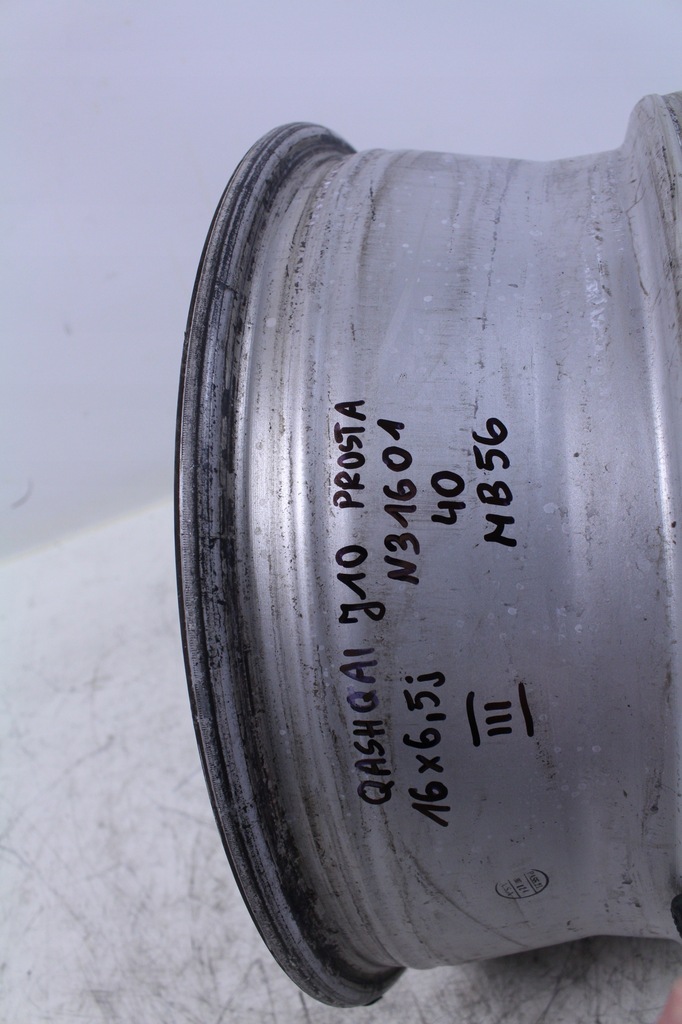 QASHQAI J10 PROSTA
16x6,5j N31601
40
III MB56